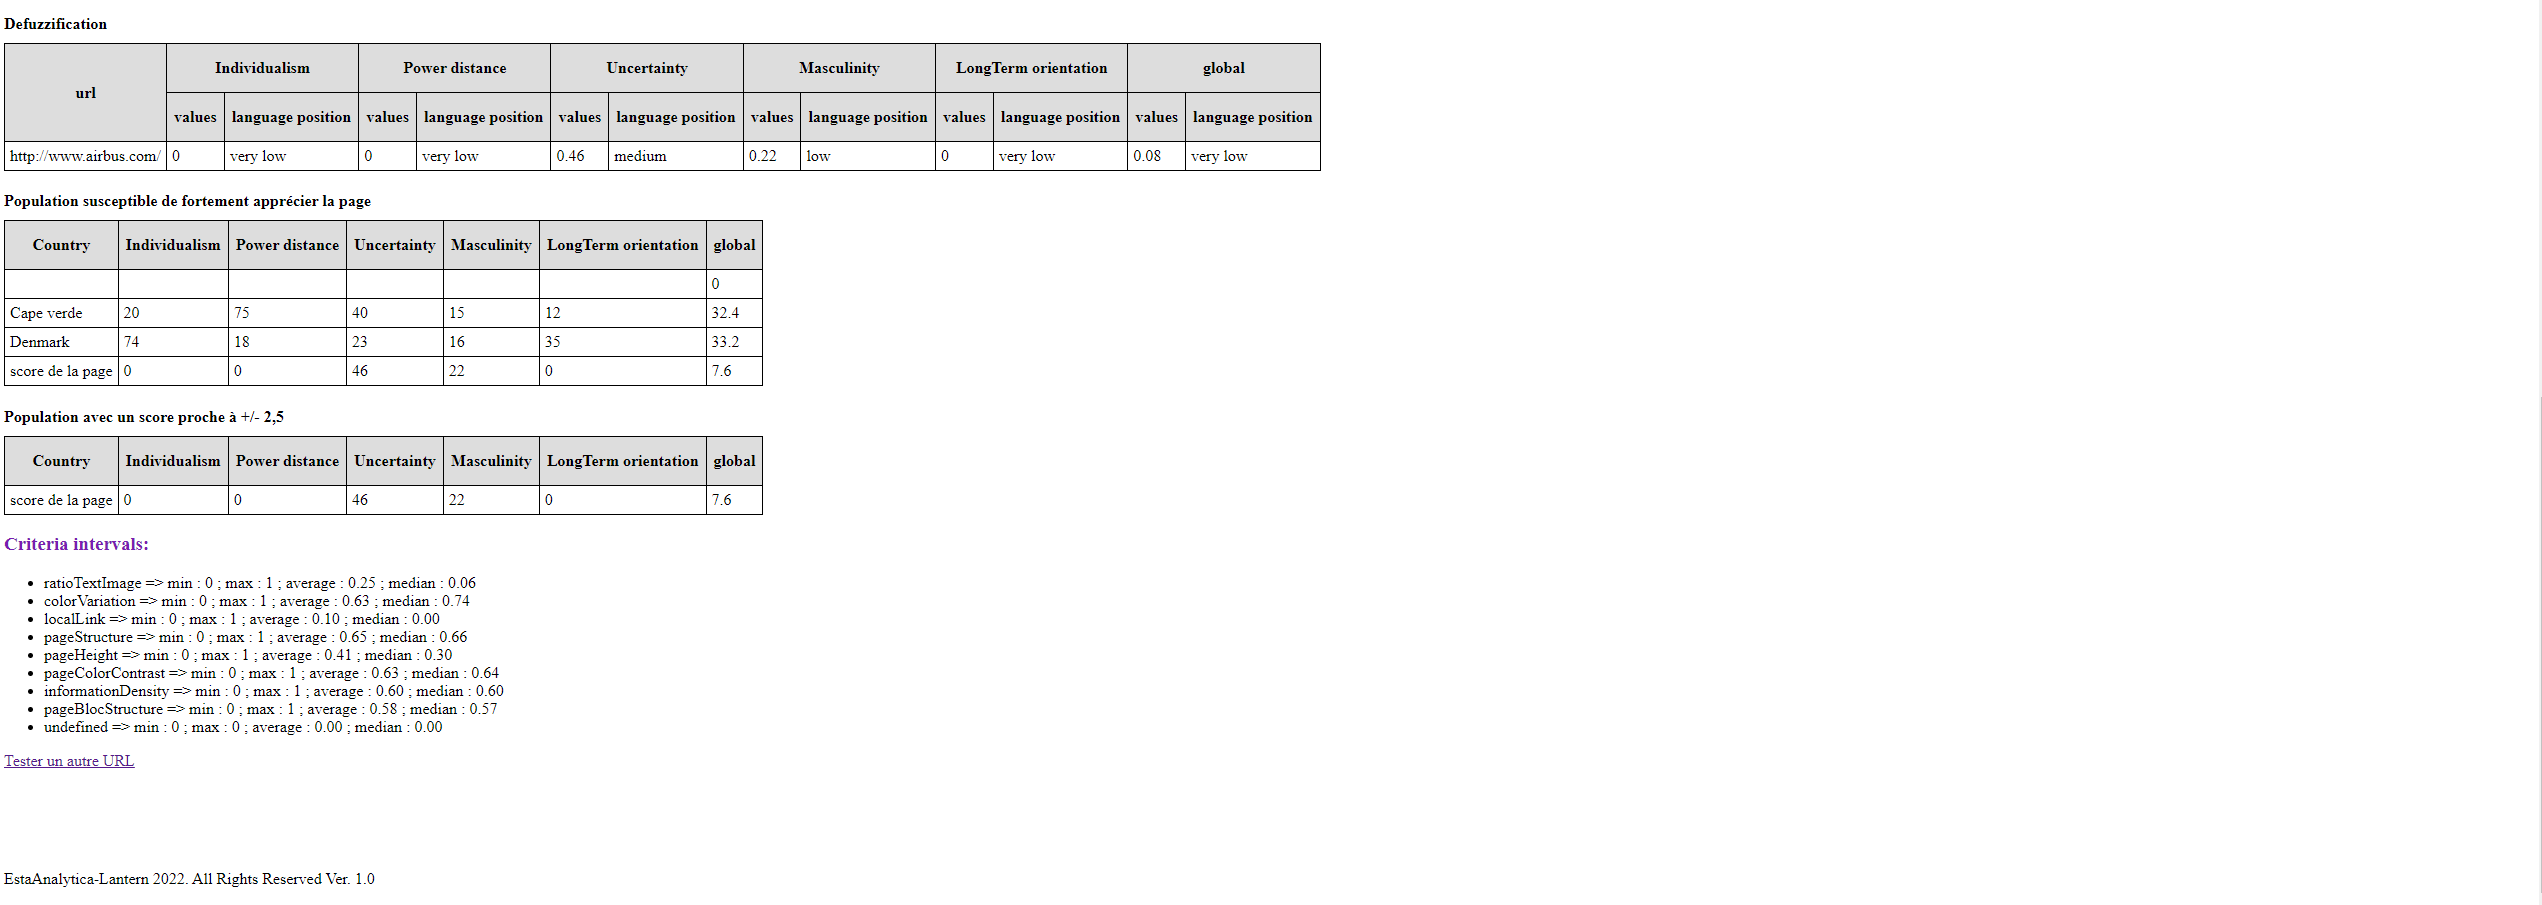 Defuzzification
url Individualism Power distance Uncertainty Masculinity LongTerm orientation global
values language position values language position values language position values language position values language position values language position
http://www.airbus.com/ 0 very low 0 very low 0.46 medium 0.22 low 0 very low 0.08 very low
Population susceptible de fortement apprécier la page
Country Individualism Power distance Uncertainty Masculinity LongTerm orientation global
0
Cape verde 20 75 40 15 12 32.4
Denmark 74 18 23 16 35 33.2
score de la page 0 0 46 22 0 7.6
Population avec un score proche à +/- 2,5
Country Individualism Power distance Uncertainty Masculinity LongTerm orientation global
score de la page 0 0 46 22 0 7.6
Criteria intervals:
• ratioTextImage => min : 0 ; max : 1 ; average : 0.25 ; median : 0.06
• colorVariation => min : 0 ; max : 1 ; average : 0.63 ; median : 0.74
• localLink => min : 0 ; max : 1 ; average : 0.10 ; median : 0.00
• pageStructure => min : 0 ; max : 1 ; average : 0.65 ; median : 0.66
• pageHeight => min : 0 ; max : 1 ; average : 0.41 ; median : 0.30
• pageColorContrast => min : 0 ; max : 1 ; average : 0.63 ; median : 0.64
• informationDensity => min : 0 ; max : 1 ; average : 0.60 ; median : 0.60
• pageBlocStructure => min : 0 ; max : 1 ; average : 0.58 ; median : 0.57
• undefined => min : 0 ; max : 0 ; average : 0.00 ; median : 0.00
Tester un autre URL
EstaAnalytica-Lantern 2022. All Rights Reserved Ver. 1.0